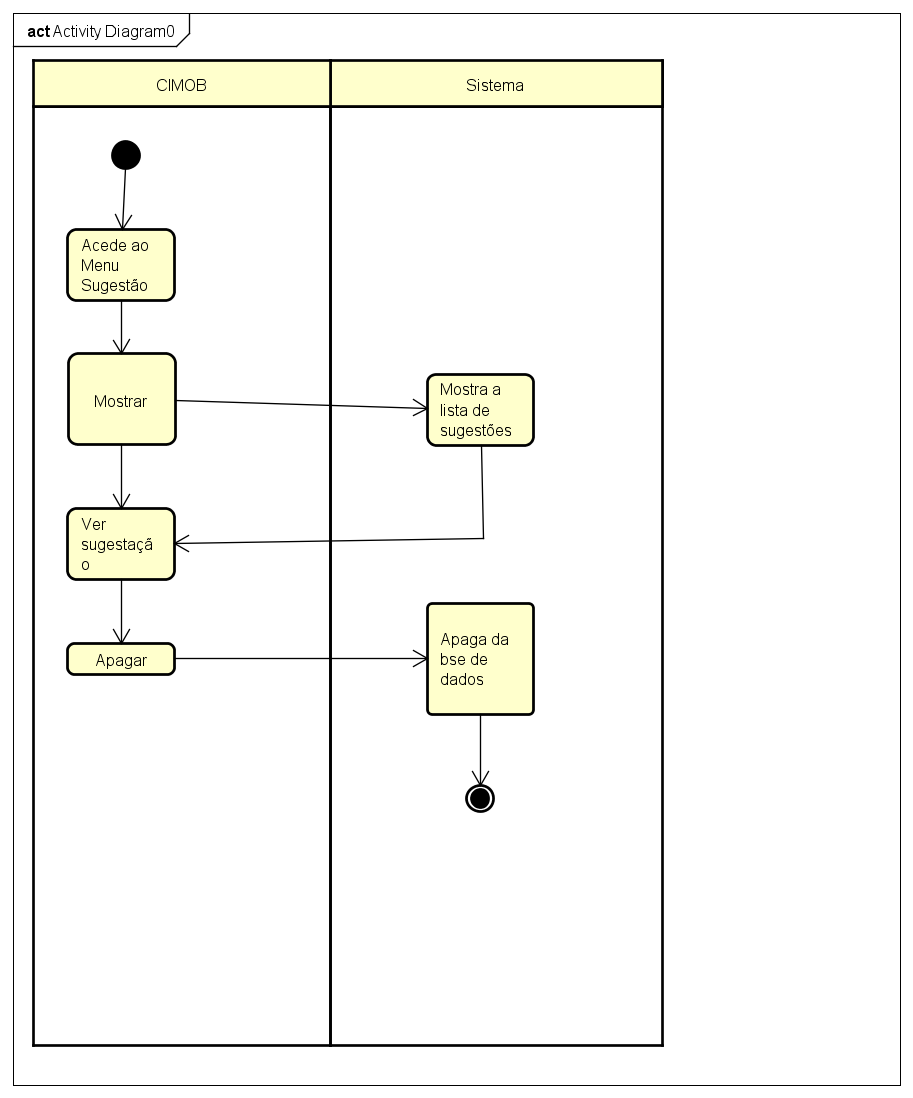 act Activity Diagram0
CIMOB
Sistema
Acede ao
Menu
Sugestão
Mostrar
Mostra a
lista de
sugestões
Ver
sugestaçã
o
Apagar
Apaga da
bse de
dados